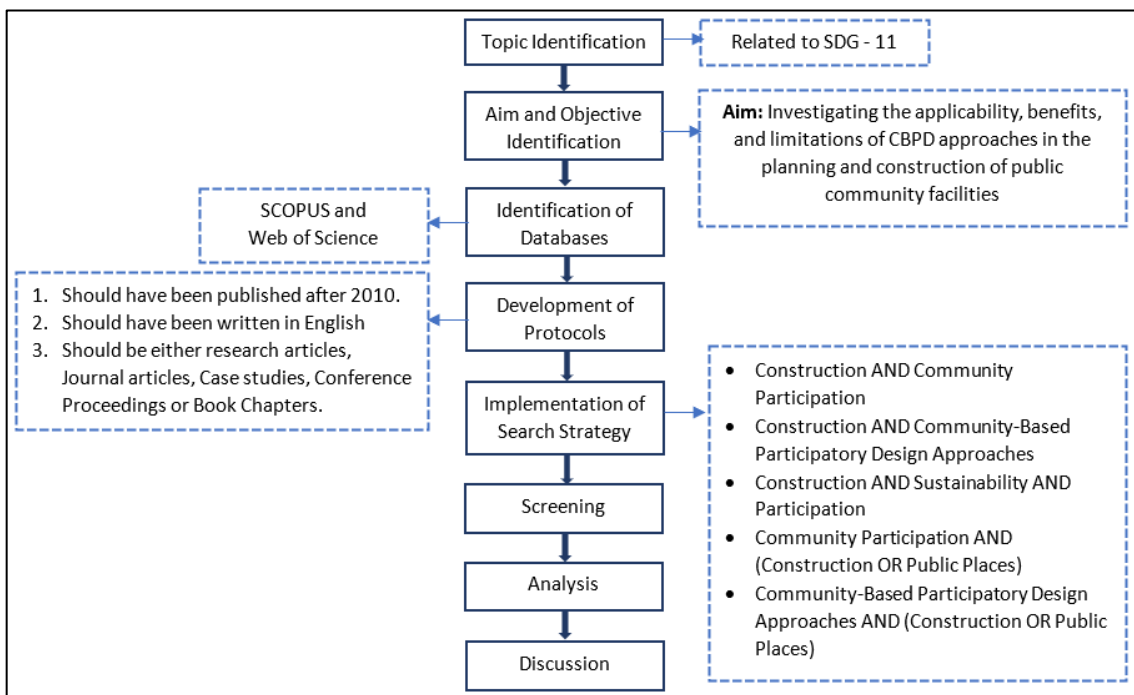 Topic Identification
Related to SDG - 11
Aim and Objective
Identification
Aim: Investigating the applicability, benefits,
and limitations of CBPD approaches in the
planning and construction of public
community facilities
SCOPUS and
Web of Science
Identification of
Databases
1. Should have been published after 2010.
2. Should have been written in English
3. Should be either research articles,
Journal articles, Case studies, Conference
Proceedings or Book Chapters.
Development of
Protocols
Implementation of
Search Strategy
• Construction AND Community
Participation
• Construction AND Community-Based
Participatory Design Approaches
• Construction AND Sustainability AND
Participation
• Community Participation AND
(Construction OR Public Places)
• Community-Based Participatory Design
Approaches AND (Construction OR Public
Places)
Screening
Analysis
Discussion